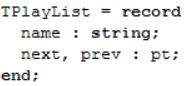 TPlayList = record
name : string;
next, prev : pt;
end;